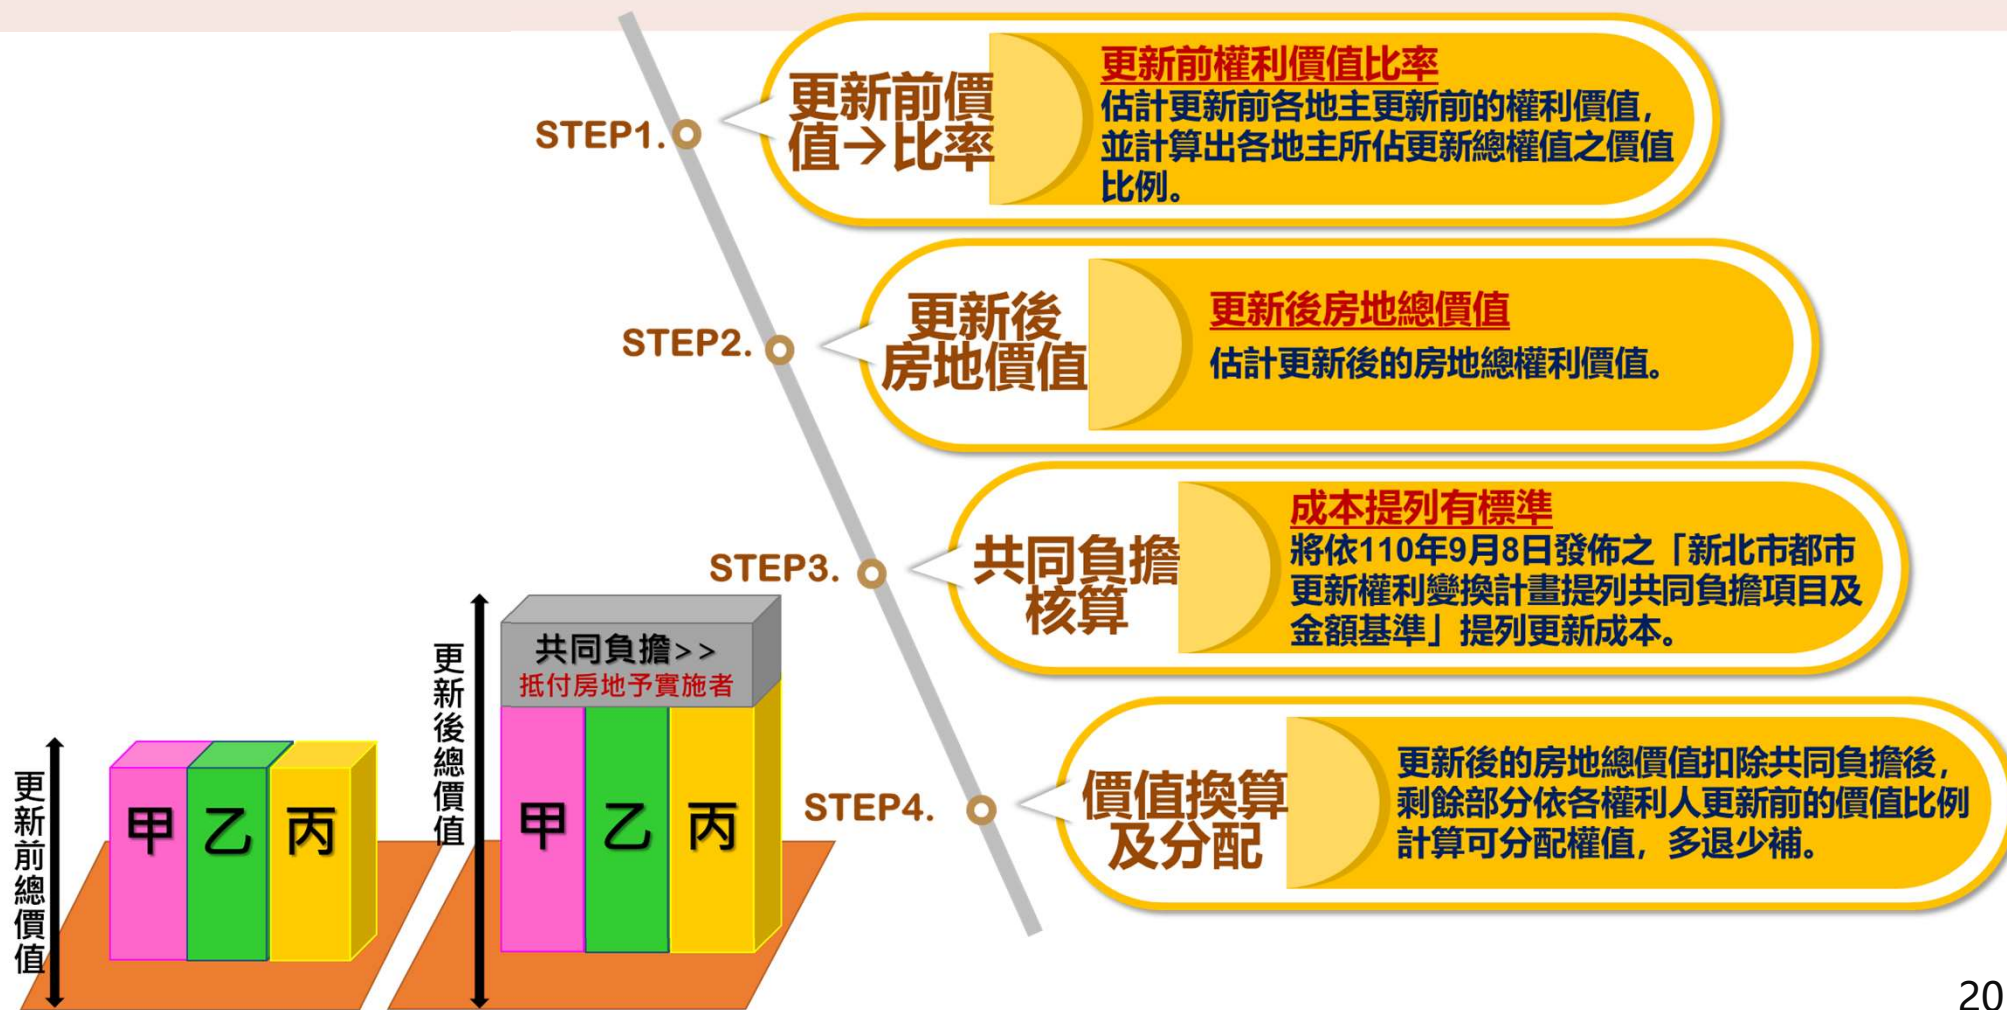 STEP1.
更新前價
值→比率
更新前權利價值比率
估計更新前各地主更新前的權利價值,
並計算出各地主所佔更新總權值之價值
比例。
STEP2.
更新後
房地價值
更新後房地總價值
估計更新後的房地總權利價值。
STEP3.
共同負擔
核算
成本提列有標準
將依110年9月8日發佈之「新北市都市
更新權利變換計畫提列共同負擔項目及
金額基準」提列更新成本。
STEP4.
價值換算
及分配
更新後的房地總價值扣除共同負擔後,
剩餘部分依各權利人更新前的價值比例
計算可分配權值,多退少補。
更新前總價值
甲
乙
丙
更新後總價值
共同負擔>>
抵付房地予實施者
甲
乙
丙
20